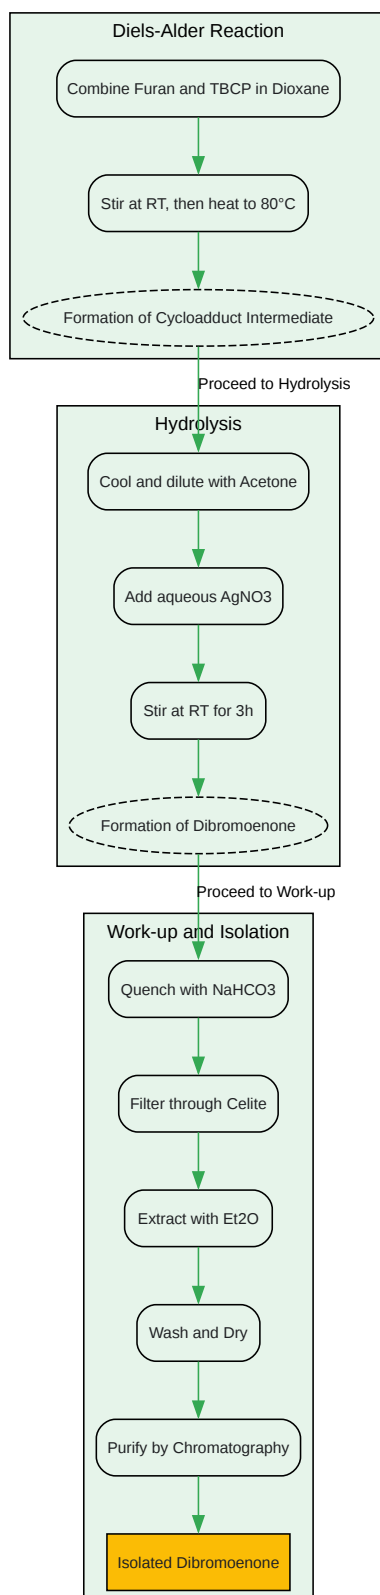 Diels-Alder Reaction
Combine Furan and TBCP in Dioxane
Stir at RT, then heat to 80°C
Formation of Cycloadduct Intermediate
Proceed to Hydrolysis
Hydrolysis
Cool and dilute with Acetone
Add aqueous AgNO3
Stir at RT for 3h
Formation of Dibromoenone
Proceed to Work-up
Work-up and Isolation
Quench with NaHCO3
Filter through Celite
Extract with Et2O
Wash and Dry
Purify by Chromatography
Isolated Dibromoenone